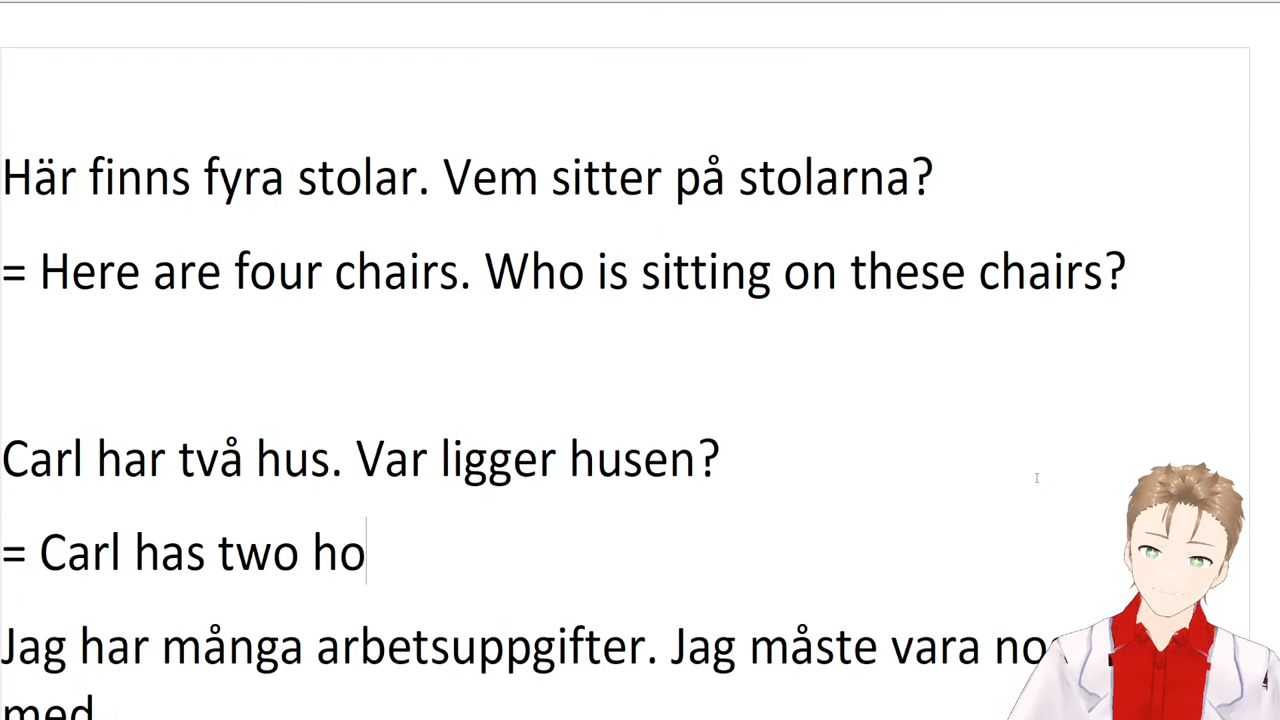 Här finns fyra stolar. Vem sitter på stolarna?
= Here are four chairs. Who is sitting on these chairs?
Carl har två hus. Var ligger husen?
= Carl has two ho
Jag har många arbetsuppgifter. Jag måste vara
med